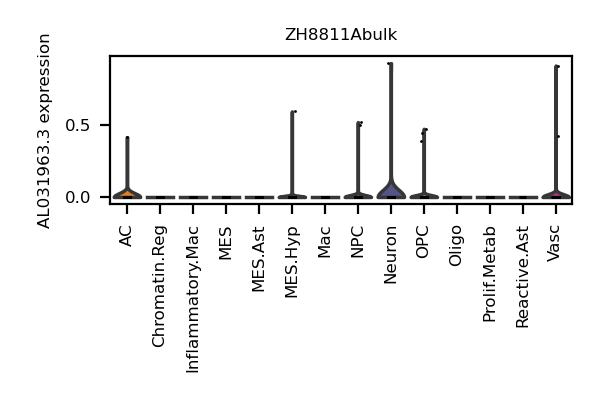 ZH8811Abulk
AL031963.3 expression
0.5
0.0
AC
Chromatin.Reg
Inflammatory.Mac
MES
MES.Ast
MES.Hyp
Mac
NPC
Neuron
OPC
Oligo
Prolif.Metab
Reactive.Ast
Vasc